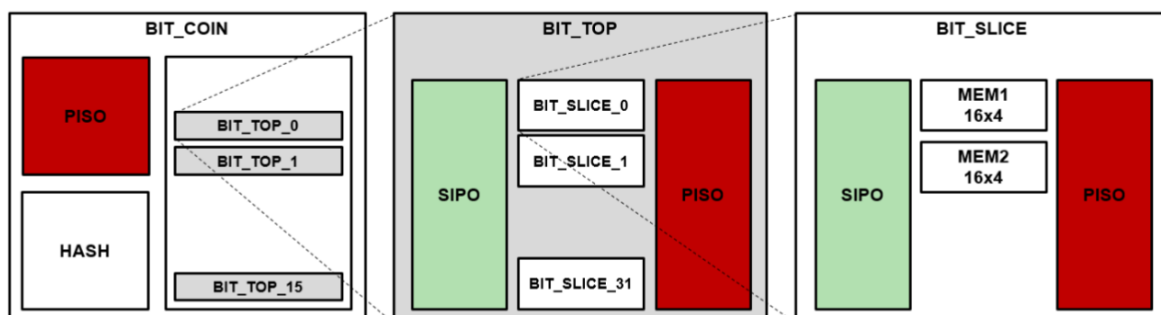 BIT_COIN
PISO
HASH
BIT_TOP_0
BIT_TOP_1
BIT_TOP_15
BIT_TOP
SIPO
BIT_SLICE_0
BIT_SLICE_1
BIT_SLICE_31
PISO
BIT_SLICE
SIPO
MEM1
16x4
MEM2
16x4
PISO